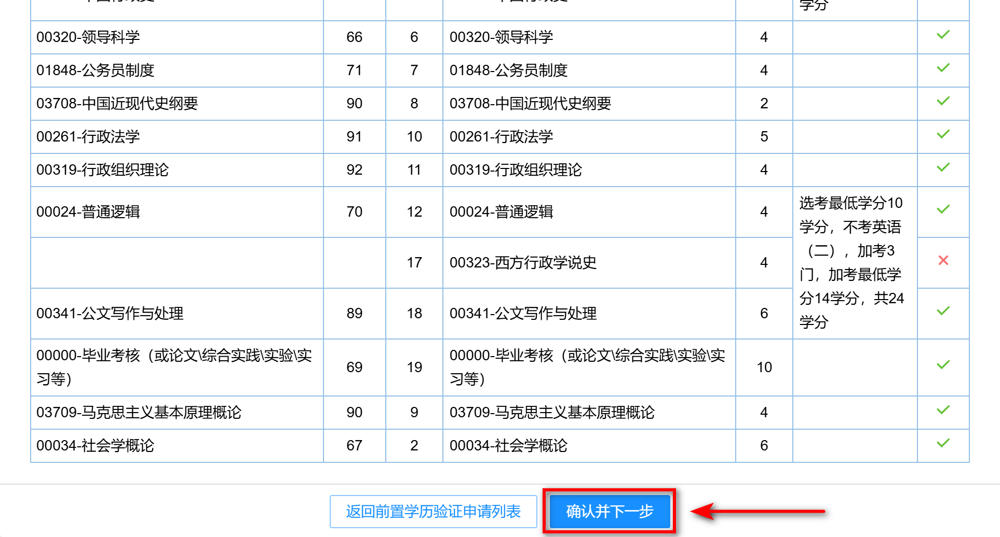 学分
00320-领导科学 66 6 00320-领导科学 4
01848-公务员制度 71 7 01848-公务员制度 4
03708-中国近现代史纲要 90 8 03708-中国近现代史纲要 2
00261-行政法学 91 10 00261-行政法学 5
00319-行政组织理论 92 11 00319-行政组织理论 4
00024-普通逻辑 70 12 00024-普通逻辑 4
选考最低学分10
学分，不考英语
（二），加考3
门，加考最低学
分14学分，共24
学分
17 00323-西方行政学说史 4
00341-公文写作与处理 89 18 00341-公文写作与处理 6
00000-毕业考核（或论文\综合实践\实验\实
习等）
69 19
00000-毕业考核（或论文\综合实践\实验\实
习等）
10
03709-马克思主义基本原理概论 90 9 03709-马克思主义基本原理概论 4
00034-社会学概论 67 2 00034-社会学概论 6
返回前置学历验证申请列表 确认并下一步